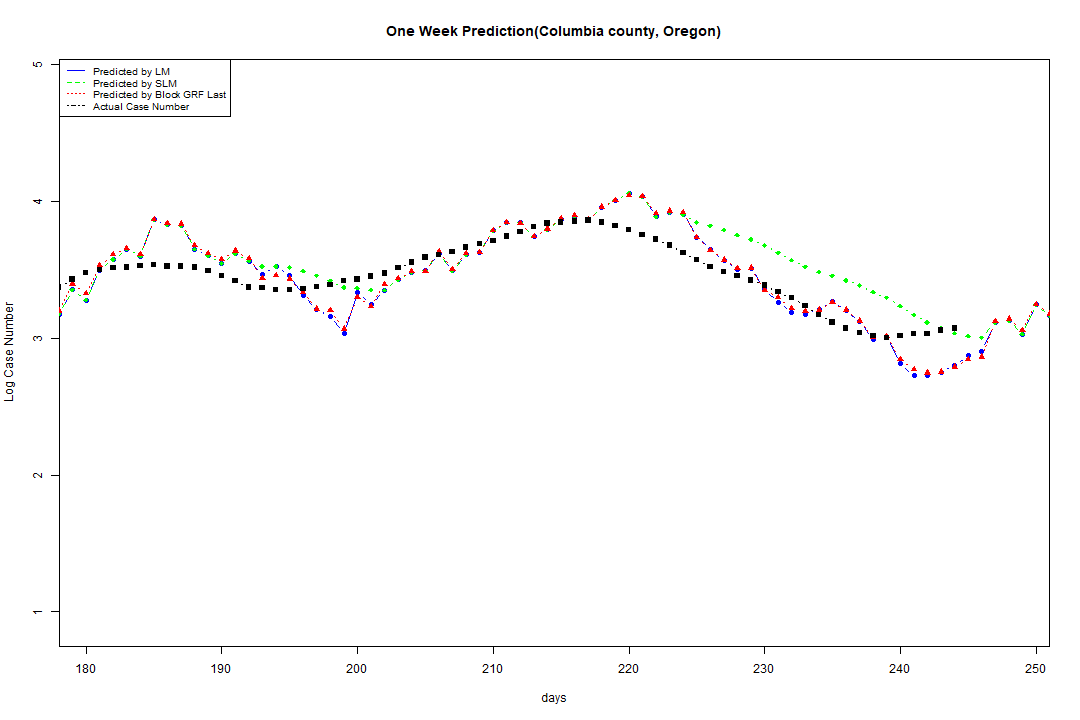 One Week Prediction(Columbia county, Oregon)
Predicted by LM
Predicted by SLM
Predicted by Block GRF Last
Actual Case Number
5
4
3
2
1
Log Case Number
180 190 200 210 220 230 240 250
days